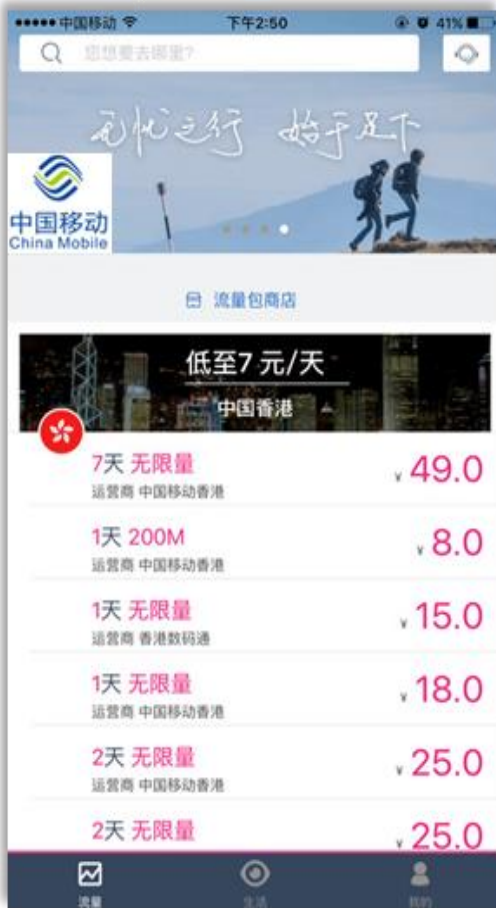 中国移动
下午2:50
41%
您想要去哪里?
无忧之行 始于足下
中国移动
China Mobile
流量包商店
低至7元/天
中国香港
7天 无限量
¥ 49.0
运营商 中国移动香港
1天 200M
¥ 8.0
运营商 中国移动香港
1天 无限量
¥ 15.0
运营商 香港数码通
1天 无限量
¥ 18.0
运营商 中国移动香港
2天 无限量
¥ 25.0
运营商 中国移动香港
2天 无限量
¥ 25.0
流量
生活
我的